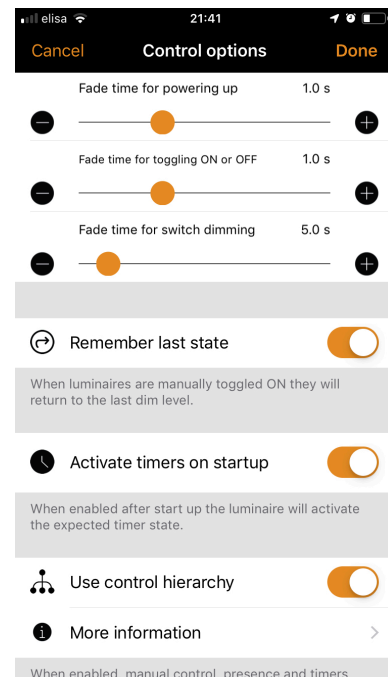 elisa 21:41
Cancel Control options Done
Fade time for powering up 1.0 s
Fade time for toggling ON or OFF 1.0 s
Fade time for switch dimming 5.0 s
Remember last state
When luminaires are manually toggled ON they will
return to the last dim level.
Activate timers on startup
When enabled after start up the luminaire will activate
the expected timer state.
Use control hierarchy
More information
When enabled, manual control, presence and timers